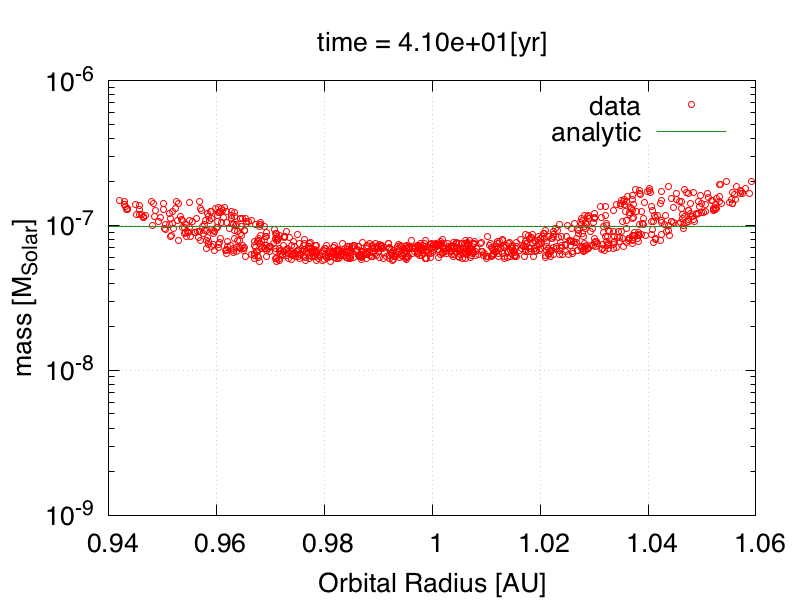 time = 4.10e+01[yr]
10^-6
data
analytic
10^-7
mass [M_Solar]
10^-8
10^-9
0.94 0.96 0.98 1 1.02 1.04 1.06
Orbital Radius [AU]